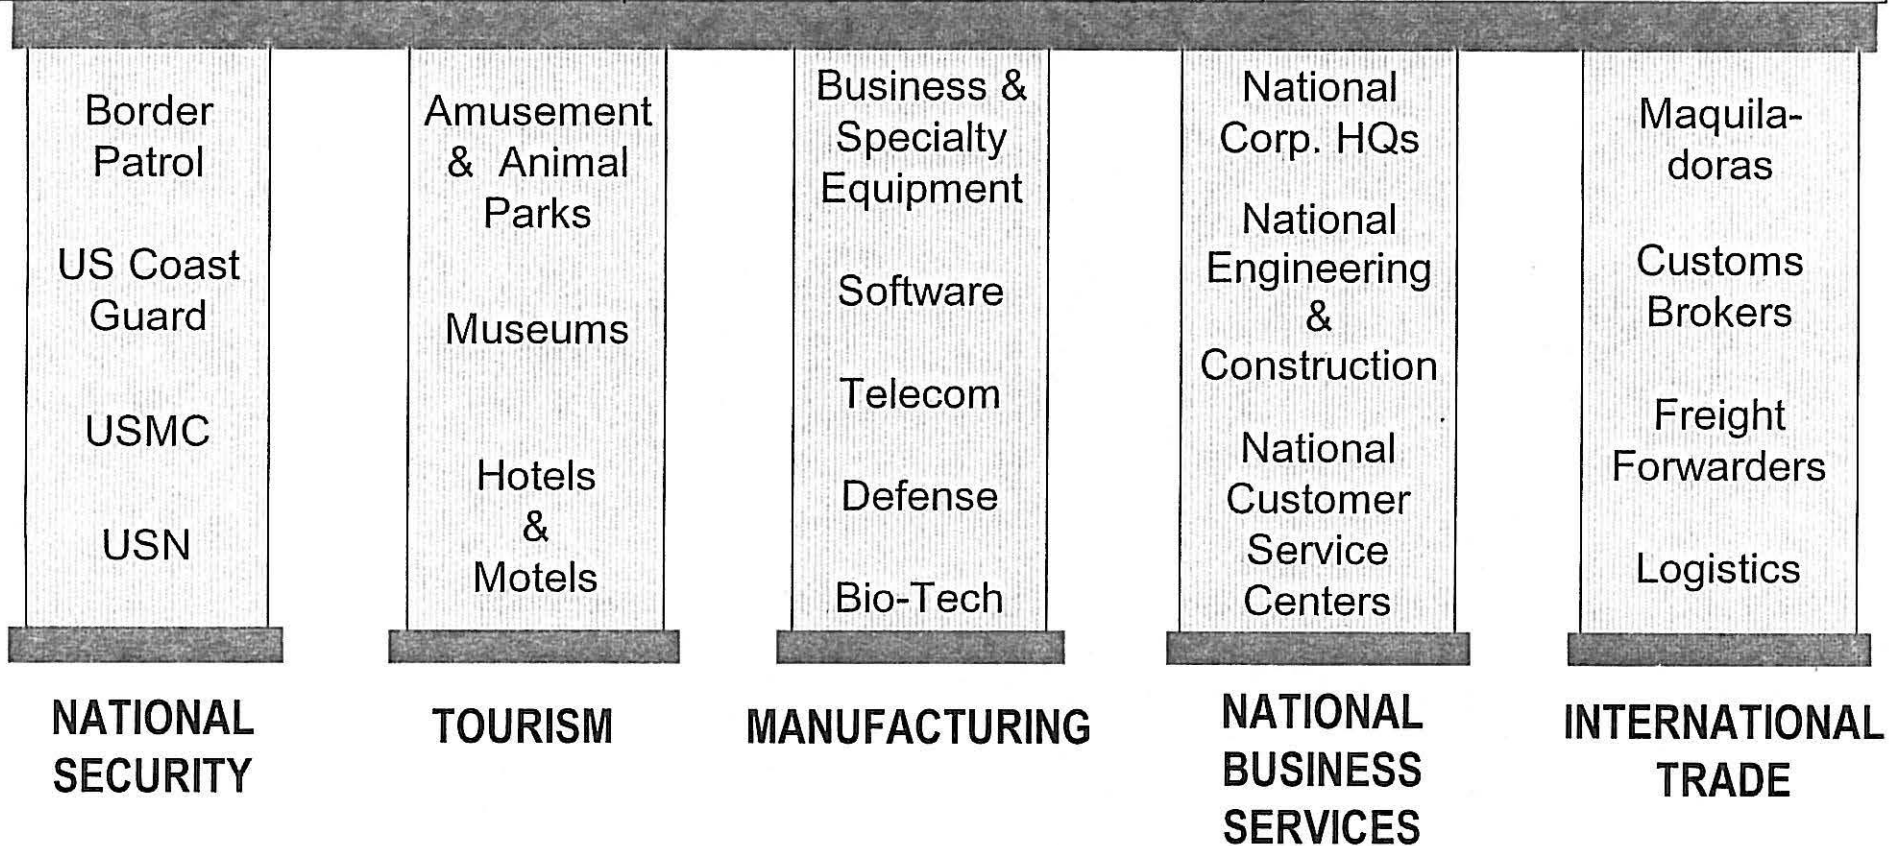 Border
Patrol
US Coast
Guard
USMC
USN
NATIONAL
SECURITY
Amusement
& Animal
Parks
Museums
Hotels
&
Motels
TOURISM
Business &
Specialty
Equipment
Software
Telecom
Defense
Bio-Tech
MANUFACTURING
National
Corp. HQs
National
Engineering
&
Construction
National
Customer
Service
Centers
NATIONAL
BUSINESS
SERVICES
Maquila-
doras
Customs
Brokers
Freight
Forwarders
Logistics
INTERNATIONAL
TRADE